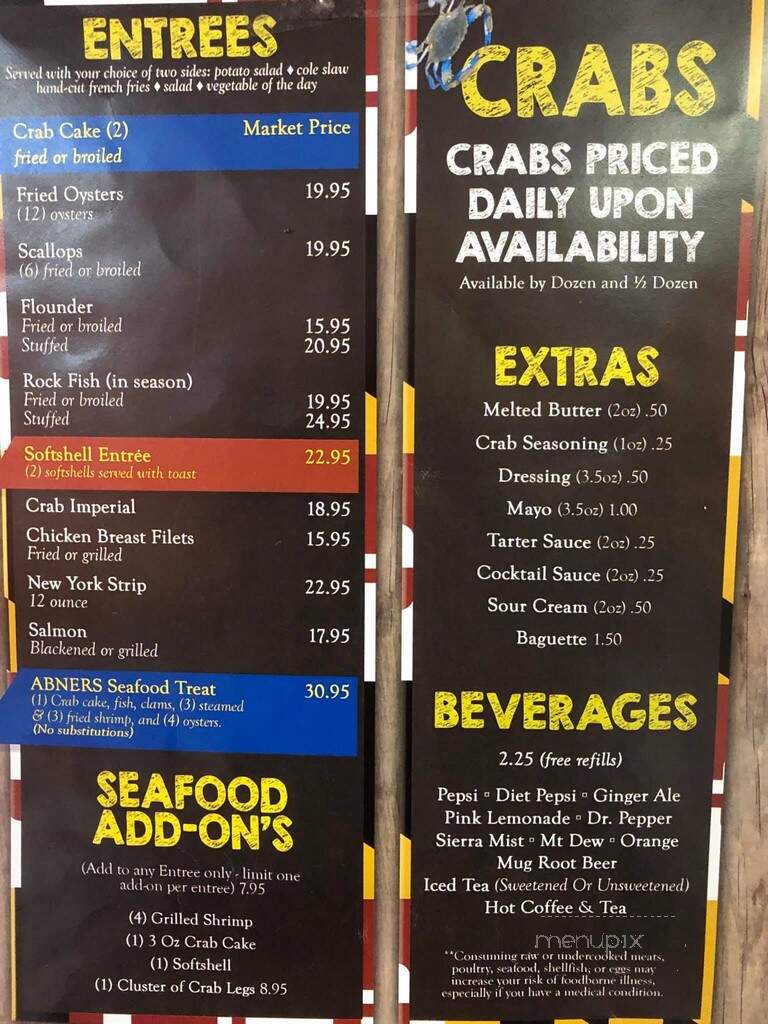 ENTREES
Served with your choice of two sides: potato salad ♦ cole slaw
hand-cut french fries ♦ salad ♦ vegetable of the day
Crab Cake (2) Market Price
fried or broiled
Fried Oysters 19.95
(12) oysters
Scallops 19.95
(6) fried or broiled
Flounder
Fried or broiled 15.95
Stuffed 20.95
Rock Fish (in season)
Fried or broiled 19.95
Stuffed 24.95
Softshell Entrée 22.95
(2) softshells served with toast
Crab Imperial 18.95
Chicken Breast Filets 15.95
Fried or grilled
New York Strip 22.95
12 ounce
Salmon 17.95
Blackened or grilled
ABNERS Seafood Treat 30.95
(1) Crab cake, fish, clams, (3) steamed
& (3) fried shrimp, and (4) oysters.
(No substitutions)
SEAFOOD
ADD-ON'S
(Add to any Entree only - limit one
add-on per entree) 7.95
(4) Grilled Shrimp
(1) 3 Oz Crab Cake
(1) Softshell
(1) Cluster of Crab Legs 8.95
CRABS
CRABS PRICED
DAILY UPON
AVAILABILITY
Available by Dozen and ½ Dozen
EXTRAS
Melted Butter (2oz) .50
Crab Seasoning (1oz) .25
Dressing (3.5oz) .50
Mayo (3.5oz) 1.00
Tarter Sauce (2oz) .25
Cocktail Sauce (2oz) .25
Sour Cream (2oz) .50
Baguette 1.50
BEVERAGES
2.25 (free refills)
Pepsi ▫ Diet Pepsi ▫ Ginger Ale
Pink Lemonade ▫ Dr. Pepper
Sierra Mist ▫ Mt Dew ▫ Orange
Mug Root Beer
Iced Tea (Sweetened Or Unsweetened)
Hot Coffee & Tea
menupix
**Consuming raw or undercooked meats,
poultry, seafood, shellfish, or eggs may
increase your risk of foodborne illness,
especially if you have a medical condition.